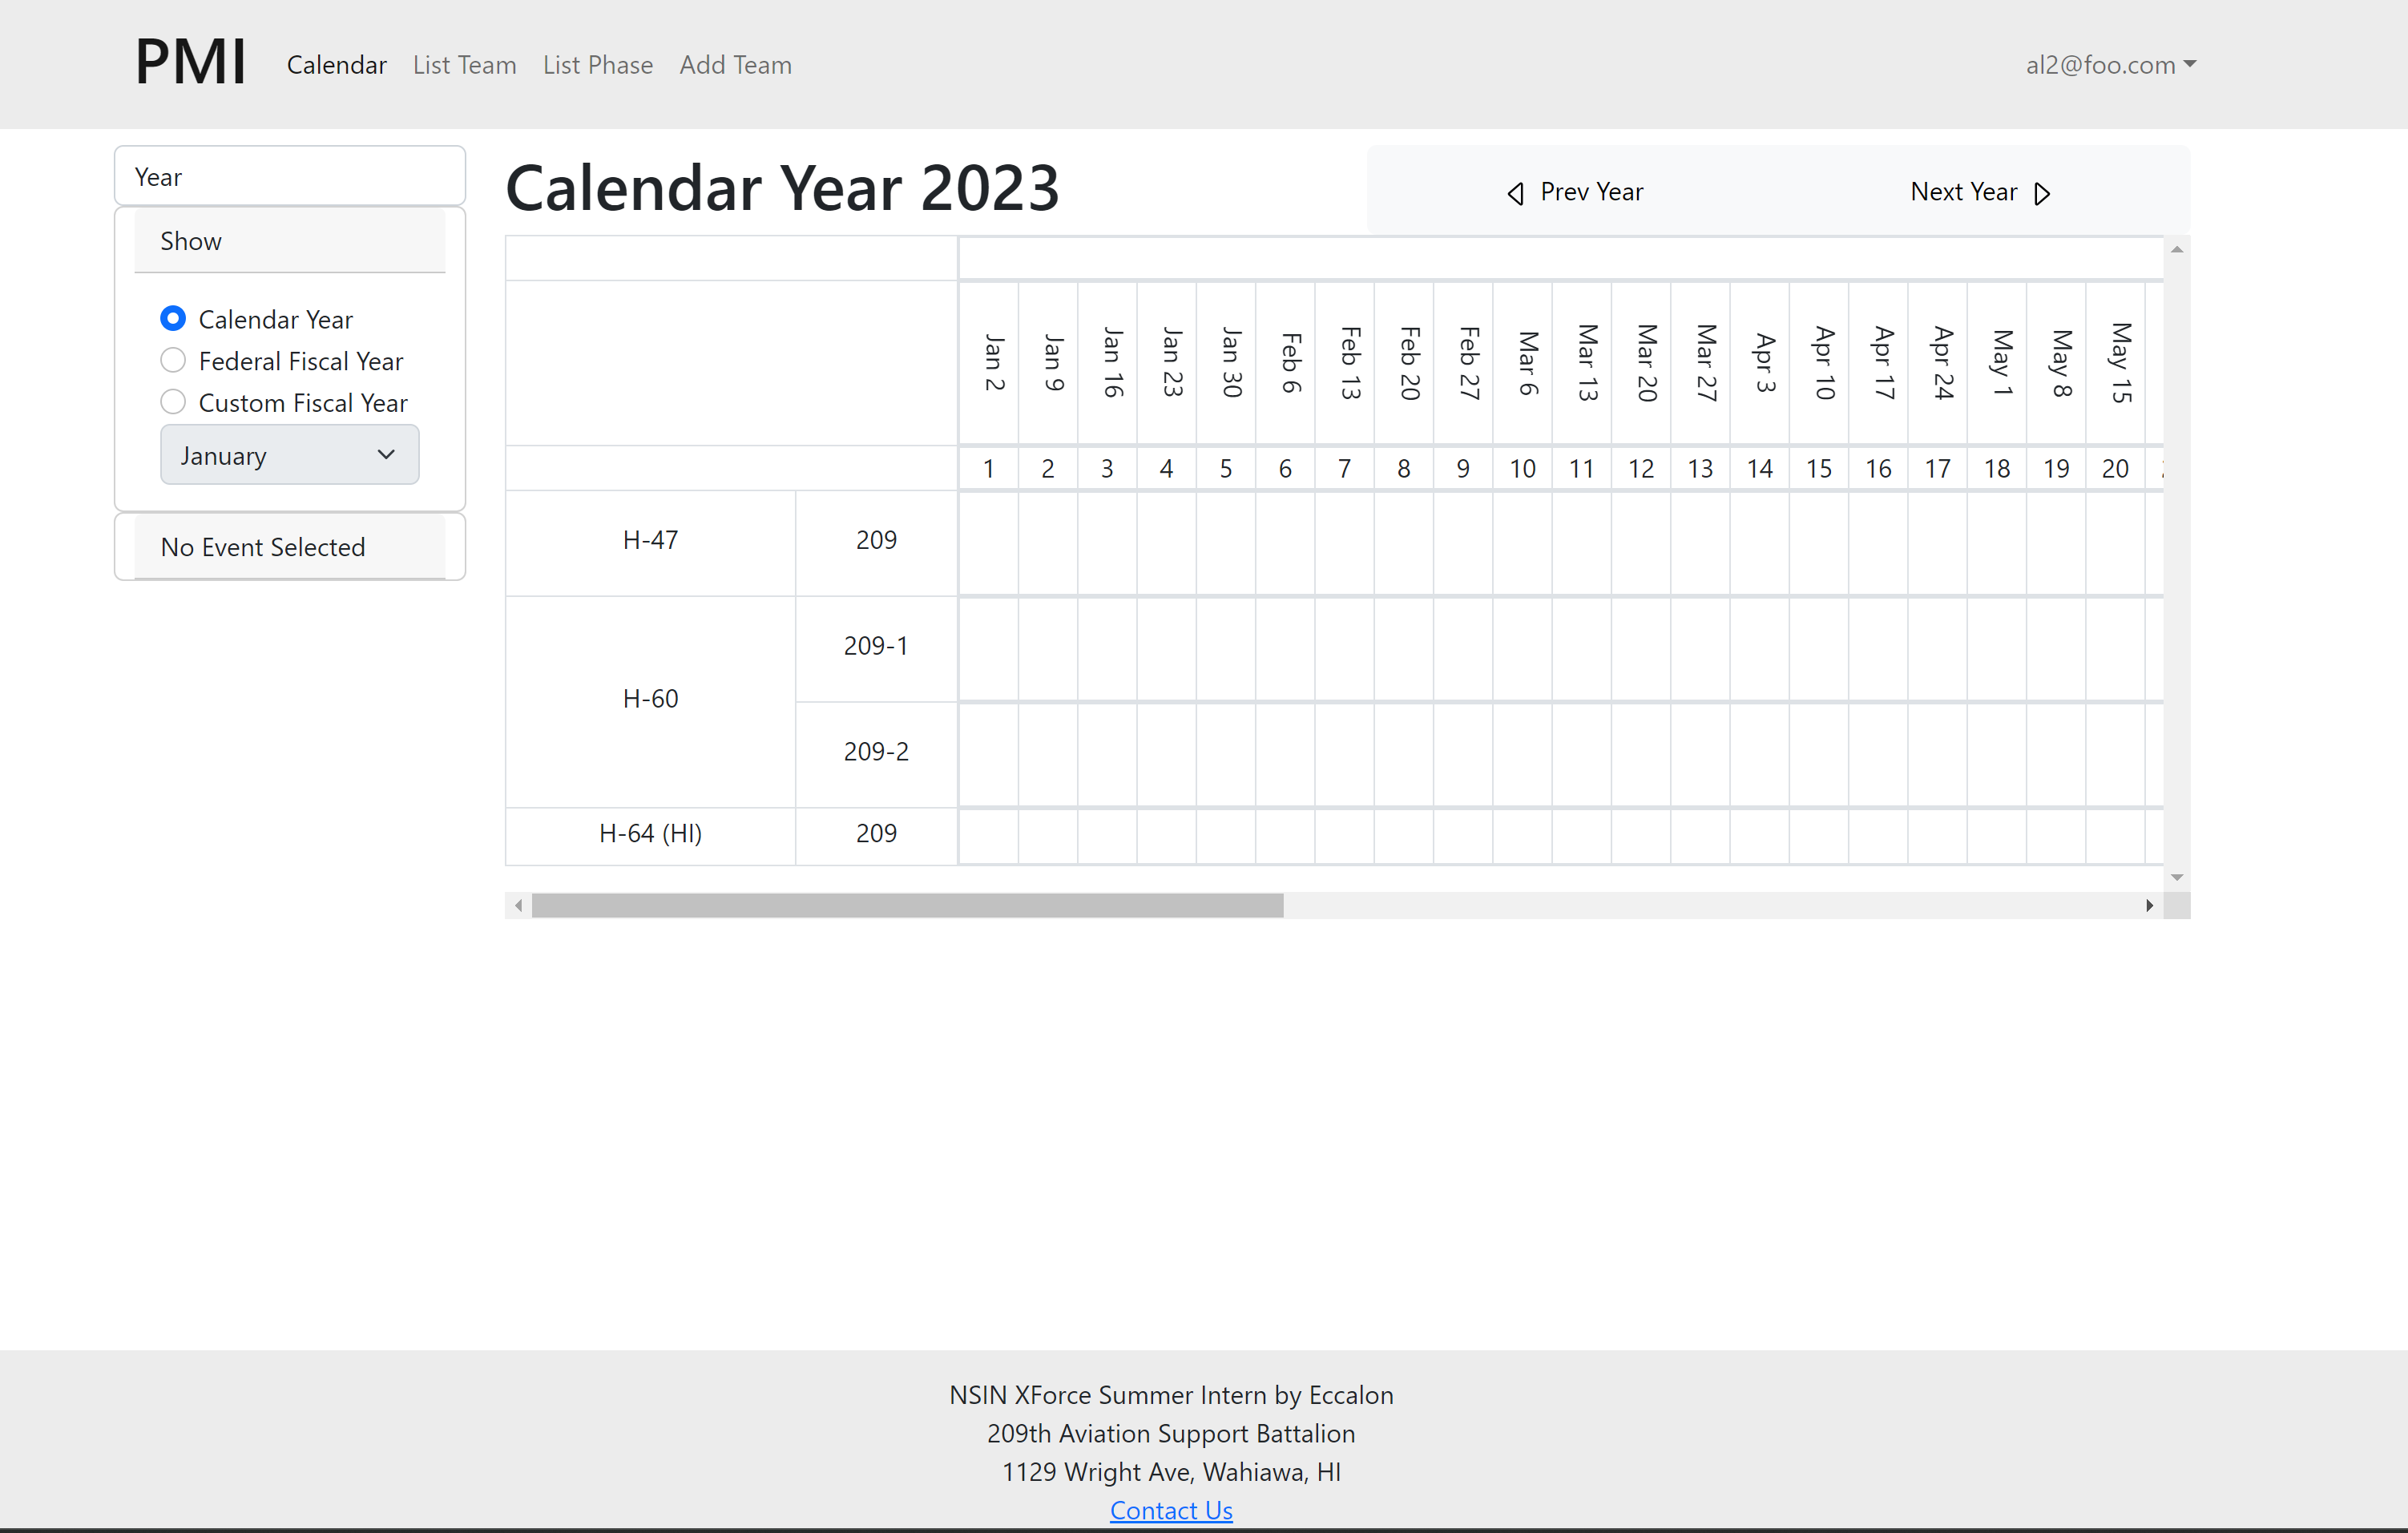 PMI Calendar List Team List Phase Add Team al2@foo.com
Year
Show
Calendar Year
Federal Fiscal Year
Custom Fiscal Year
January
No Event Selected
Calendar Year 2023
Prev Year Next Year
Jan 2 Jan 9 Jan 16 Jan 23 Jan 30 Feb 6 Feb 13 Feb 20 Feb 27 Mar 6 Mar 13 Mar 20 Mar 27 Apr 3 Apr 10 Apr 17 Apr 24 May 1 May 8 May 15
1 2 3 4 5 6 7 8 9 10 11 12 13 14 15 16 17 18 19 20
H-47 209
H-60 209-1
209-2
H-64 (HI) 209
NSIN XForce Summer Intern by Eccalon
209th Aviation Support Battalion
1129 Wright Ave, Wahiawa, HI
Contact Us